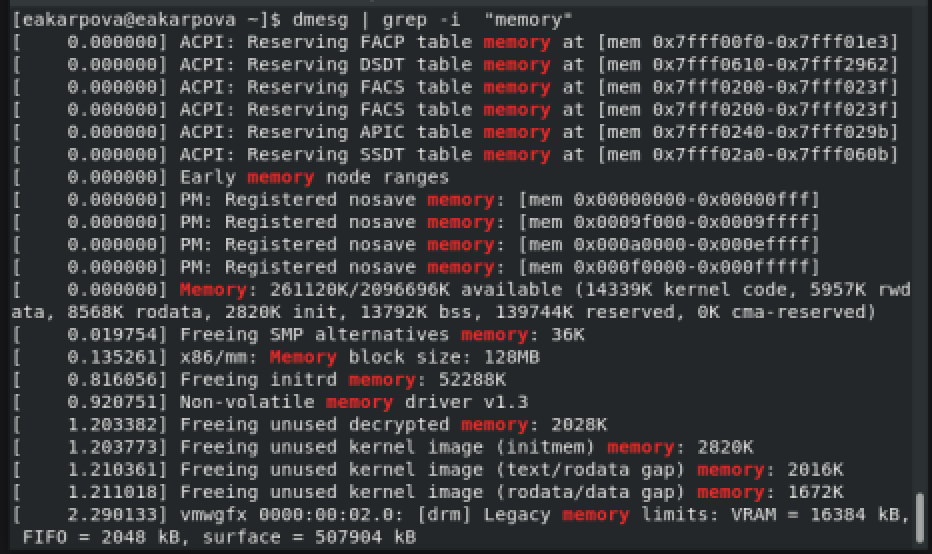 [eakarpova@eakarpova ~]$ dmesg | grep -i  "memory"
[    0.000000] ACPI: Reserving FACP table memory at [mem 0x7fff00f0-0x7fff01e3]
[    0.000000] ACPI: Reserving DSDT table memory at [mem 0x7fff0610-0x7fff2962]
[    0.000000] ACPI: Reserving FACS table memory at [mem 0x7fff0200-0x7fff023f]
[    0.000000] ACPI: Reserving FACS table memory at [mem 0x7fff0200-0x7fff023f]
[    0.000000] ACPI: Reserving APIC table memory at [mem 0x7fff0240-0x7fff029b]
[    0.000000] ACPI: Reserving SSDT table memory at [mem 0x7fff02a0-0x7fff060b]
[    0.000000] Early memory node ranges
[    0.000000] PM: Registered nosave memory: [mem 0x00000000-0x00000fff]
[    0.000000] PM: Registered nosave memory: [mem 0x0009f000-0x0009ffff]
[    0.000000] PM: Registered nosave memory: [mem 0x000a0000-0x000effff]
[    0.000000] PM: Registered nosave memory: [mem 0x000f0000-0x000fffff]
[    0.000000] Memory: 261120K/2096696K available (14339K kernel code, 5957K rwd
ata, 8568K rodata, 2820K init, 13792K bss, 139744K reserved, 0K cma-reserved)
[    0.019754] Freeing SMP alternatives memory: 36K
[    0.135261] x86/mm: Memory block size: 128MB
[    0.816056] Freeing initrd memory: 52288K
[    0.920751] Non-volatile memory driver v1.3
[    1.203382] Freeing unused decrypted memory: 2028K
[    1.203773] Freeing unused kernel image (initmem) memory: 2820K
[    1.210361] Freeing unused kernel image (text/rodata gap) memory: 2016K
[    1.211018] Freeing unused kernel image (rodata/data gap) memory: 1672K
[    2.290133] vmwgfx 0000:00:02.0: [drm] Legacy memory limits: VRAM = 16384 kB,
 FIFO = 2048 kB, surface = 507904 kB